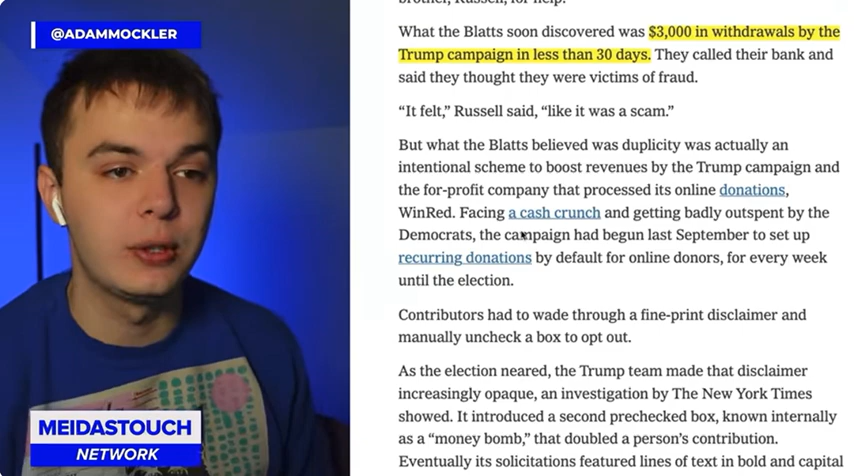 @ADAMMOCKLER
brother, Russell, for help.
What the Blatts soon discovered was $3,000 in withdrawals by the
Trump campaign in less than 30 days. They called their bank and
said they thought they were victims of fraud.
“It felt,” Russell said, “like it was a scam.”
But what the Blatts believed was duplicity was actually an
intentional scheme to boost revenues by the Trump campaign and
the for-profit company that processed its online donations,
WinRed. Facing a cash crunch and getting badly outspent by the
Democrats, the campaign had begun last September to set up
recurring donations by default for online donors, for every week
until the election.
Contributors had to wade through a fine-print disclaimer and
manually uncheck a box to opt out.
As the election neared, the Trump team made that disclaimer
increasingly opaque, an investigation by The New York Times
showed. It introduced a second prechecked box, known internally
as a “money bomb,” that doubled a person’s contribution.
Eventually its solicitations featured lines of text in bold and capital
MEIDASTOUCH
NETWORK